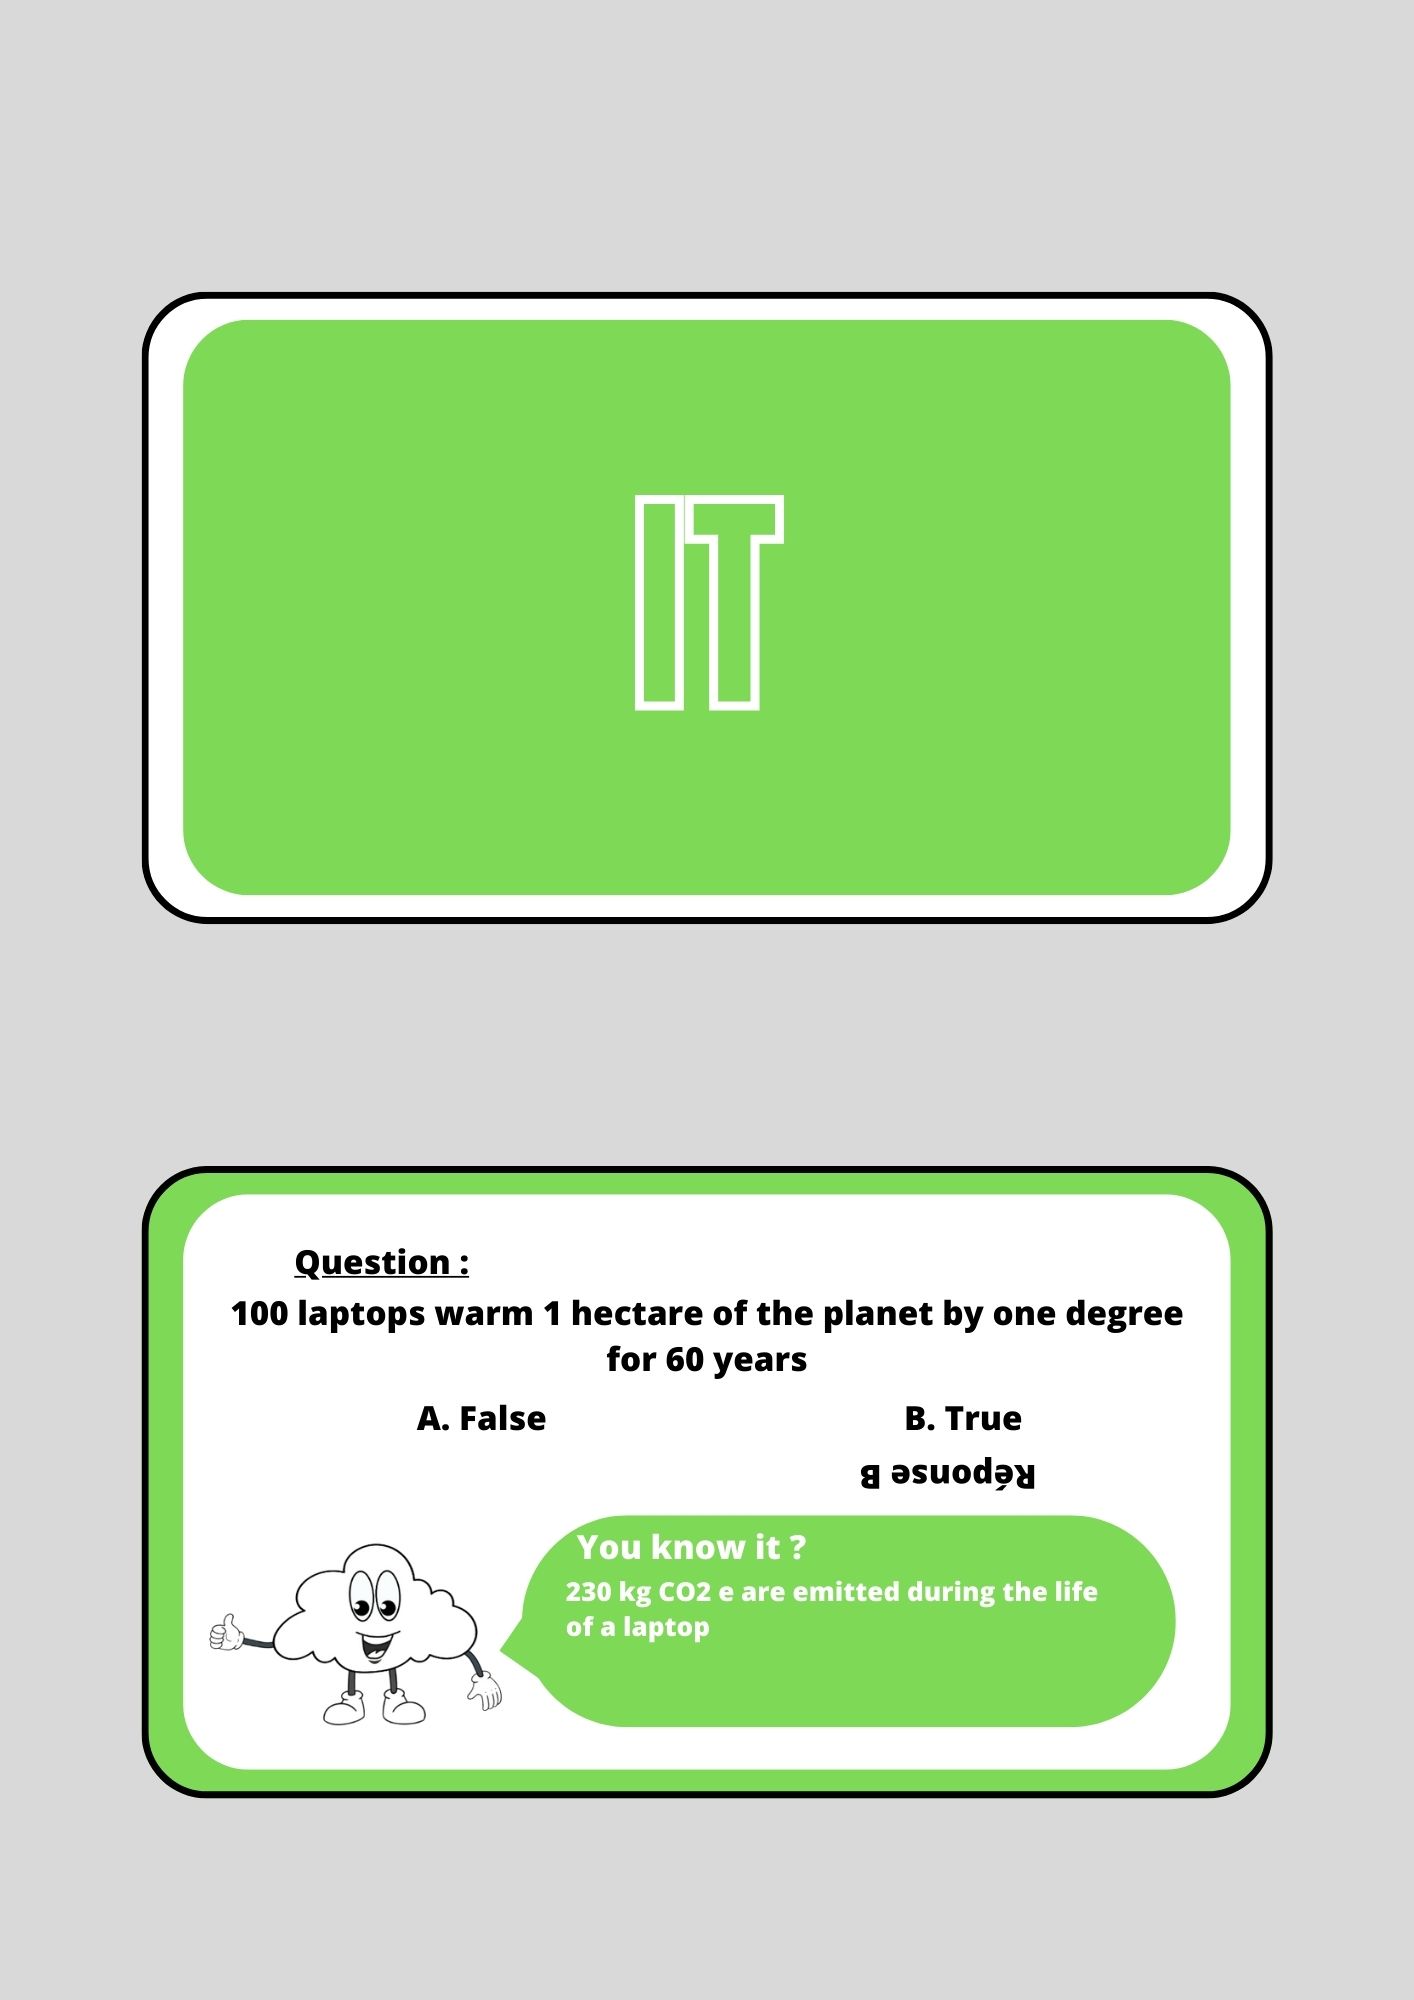 IT
Question :
100 laptops warm 1 hectare of the planet by one degree
for 60 years
A. False
B. True
Réponse B
You know it ?
230 kg CO2 e are emitted during the life
of a laptop